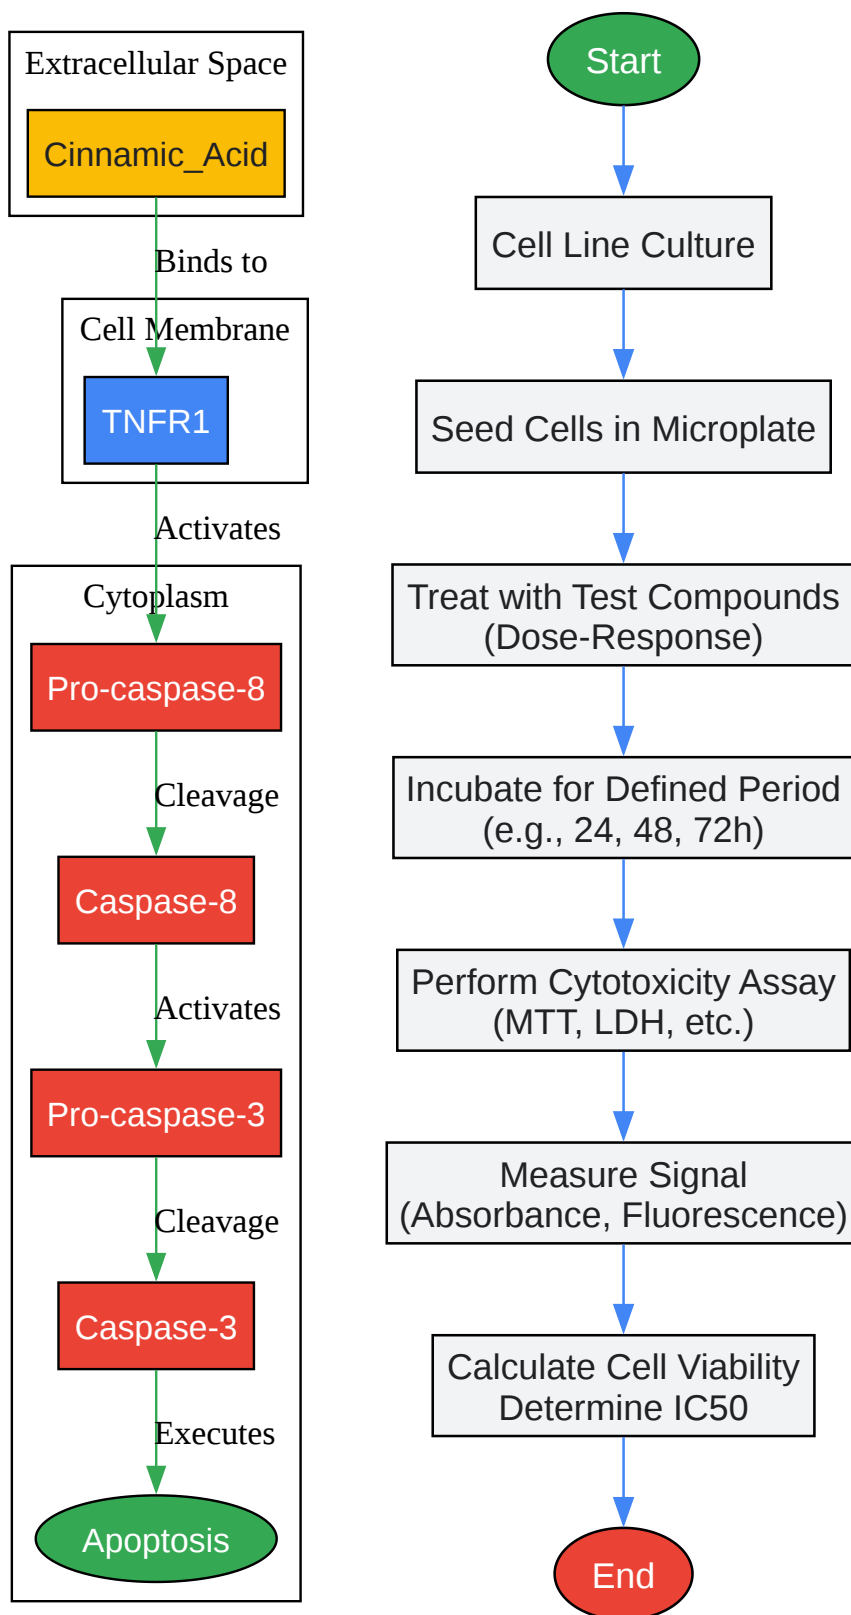 Extracellular Space
Cinnamic_Acid
Binds to
Cell Membrane
TNFR1
Activates
Cytoplasm
Pro-caspase-8
Cleavage
Caspase-8
Activates
Pro-caspase-3
Cleavage
Caspase-3
Executes
Apoptosis
Start
Cell Line Culture
Seed Cells in Microplate
Treat with Test Compounds
(Dose-Response)
Incubate for Defined Period
(e.g., 24, 48, 72h)
Perform Cytotoxicity Assay
(MTT, LDH, etc.)
Measure Signal
(Absorbance, Fluorescence)
Calculate Cell Viability
Determine IC50
End